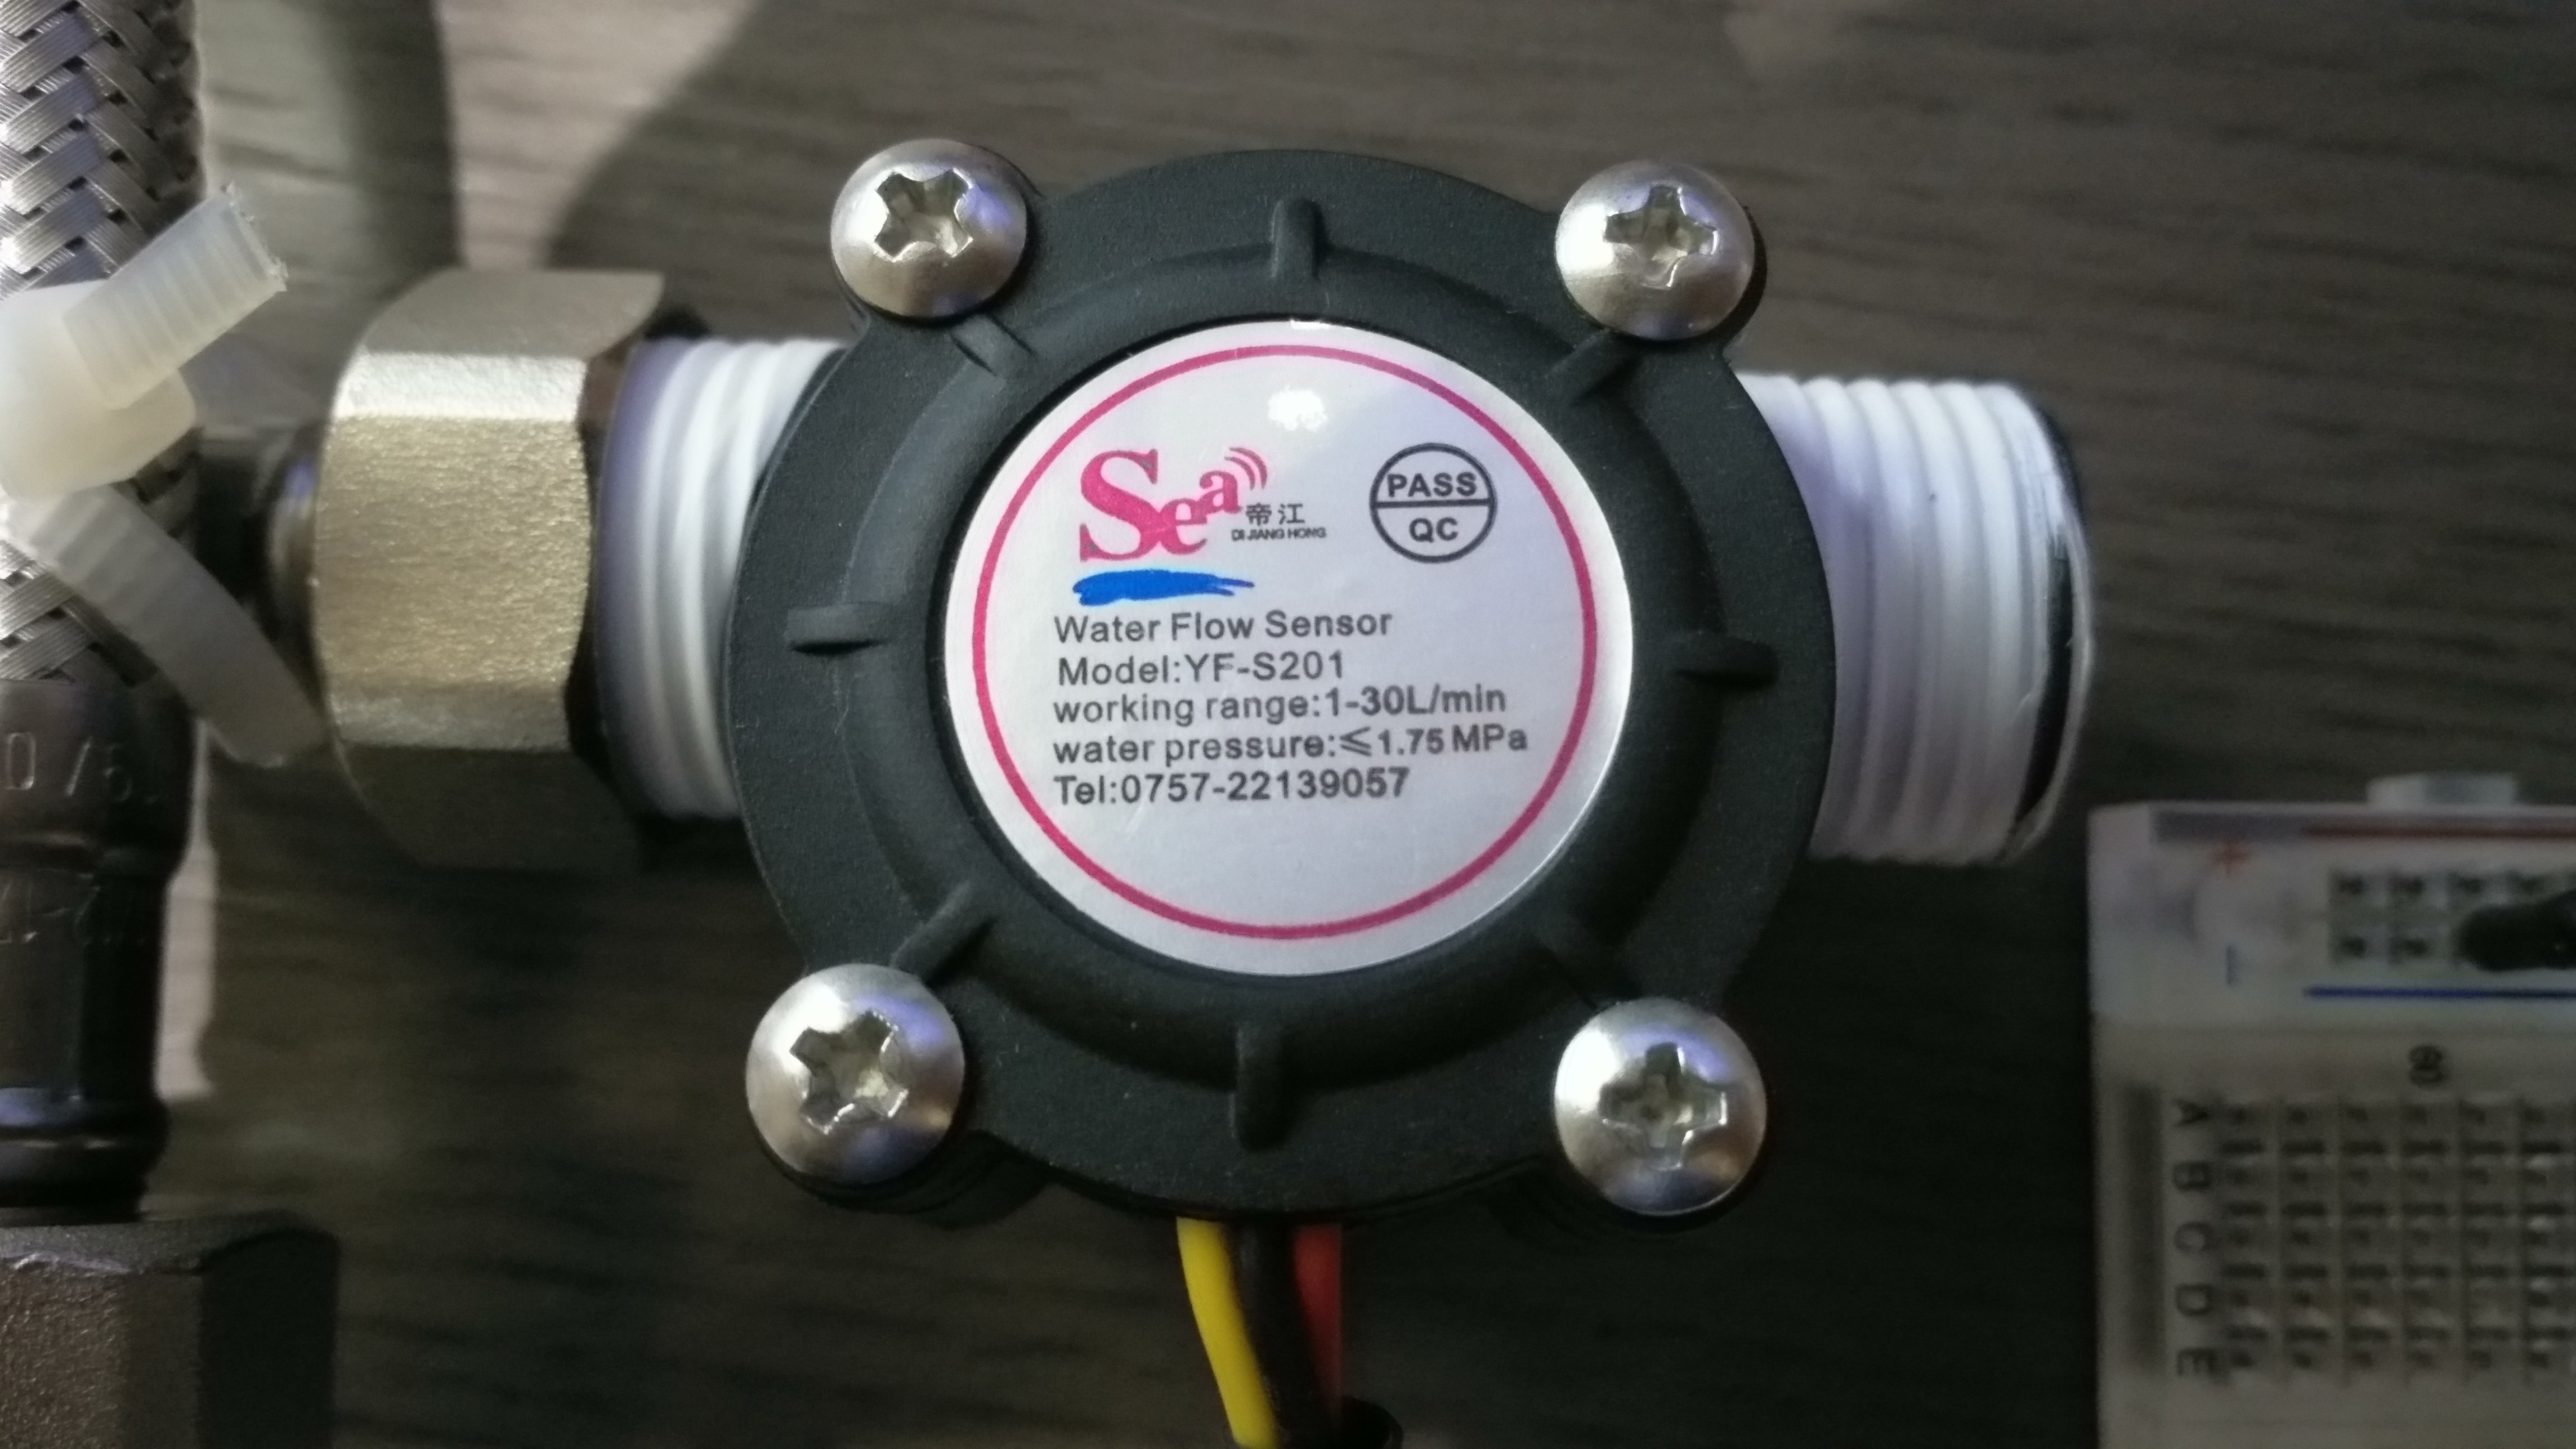 Sea
帝江
DI JIANG HONG
PASS
QC
Water Flow Sensor
Model:YF-S201
working range:1-30L/min
water pressure:≤1.75 MPa
Tel:0757-22139057
+
-
60
A
B
C
D
E